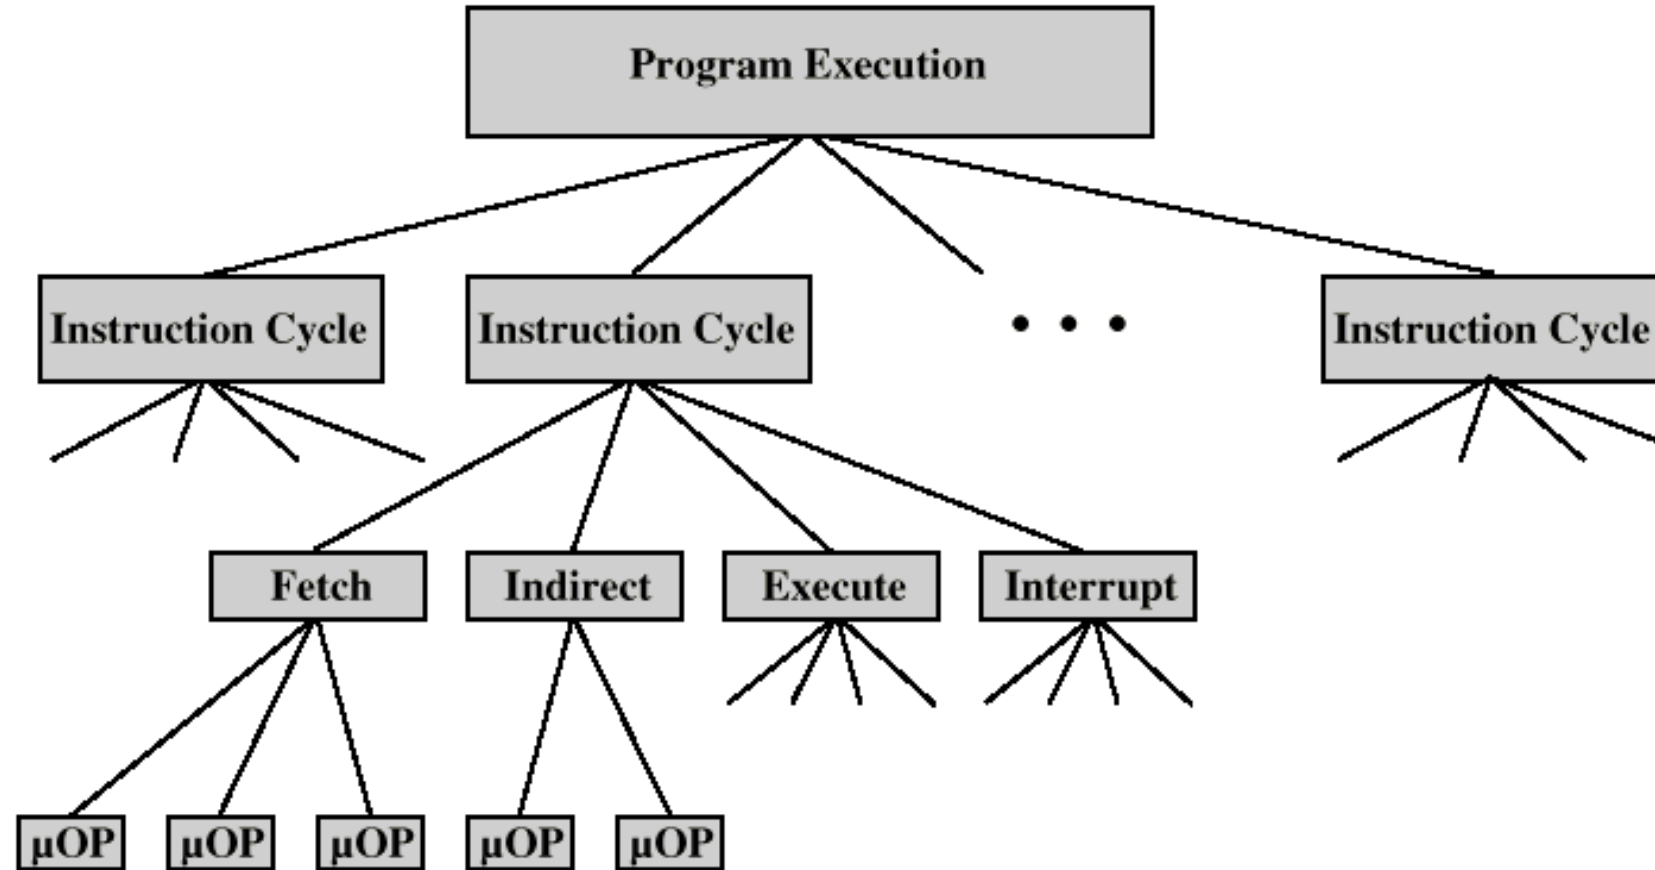 Program Execution
Instruction Cycle
Instruction Cycle
• • •
Instruction Cycle
Fetch
Indirect
Execute
Interrupt
µOP
µOP
µOP
µOP
µOP